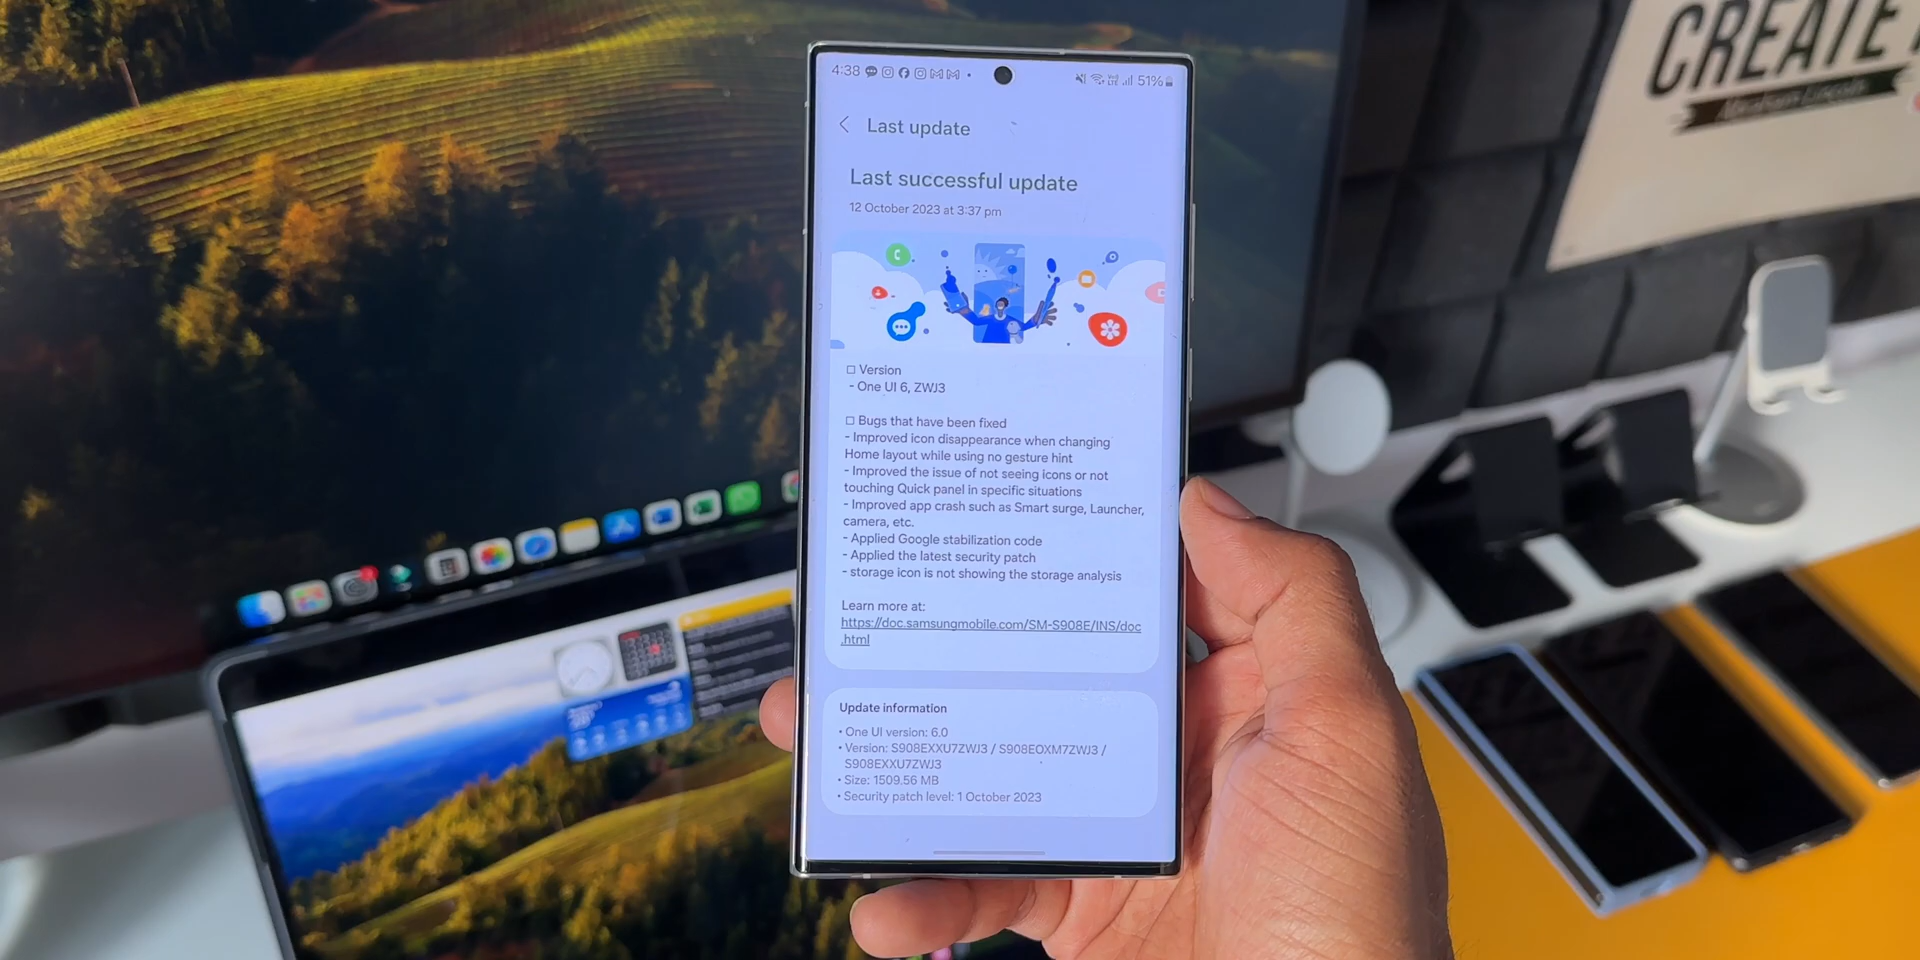 CREATE
Abraham Lincoln
4:38
51%
Last update
Last successful update
12 October 2023 at 3:37 pm
□ Version
- One UI 6, ZWJ3
□ Bugs that have been fixed
- Improved icon disappearance when changing
Home layout while using no gesture hint
- Improved the issue of not seeing icons or not
touching Quick panel in specific situations
- Improved app crash such as Smart surge, Launcher,
camera, etc.
- Applied Google stabilization code
- Applied the latest security patch
- storage icon is not showing the storage analysis
Learn more at:
https://doc.samsungmobile.com/SM-S908E/INS/doc
.html
Update information
• One UI version: 6.0
• Version: S908EXXU7ZWJ3 / S908EOXM7ZWJ3 /
S908EXXU7ZWJ3
• Size: 1509.56 MB
• Security patch level: 1 October 2023